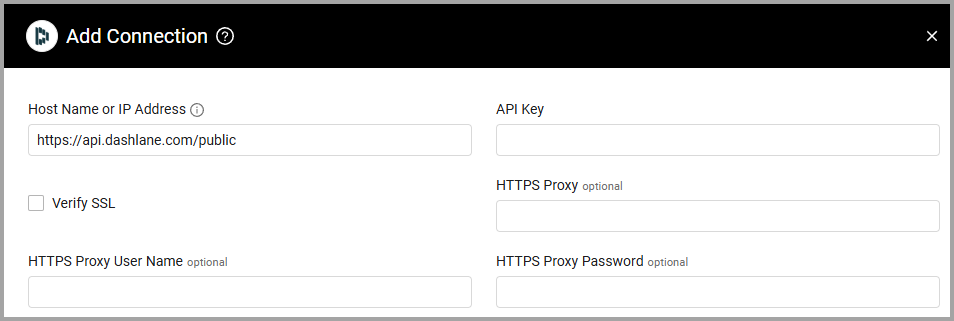 Add Connection
Host Name or IP Address
https://api.dashlane.com/public
API Key
Verify SSL
HTTPS Proxy optional
HTTPS Proxy User Name optional
HTTPS Proxy Password optional